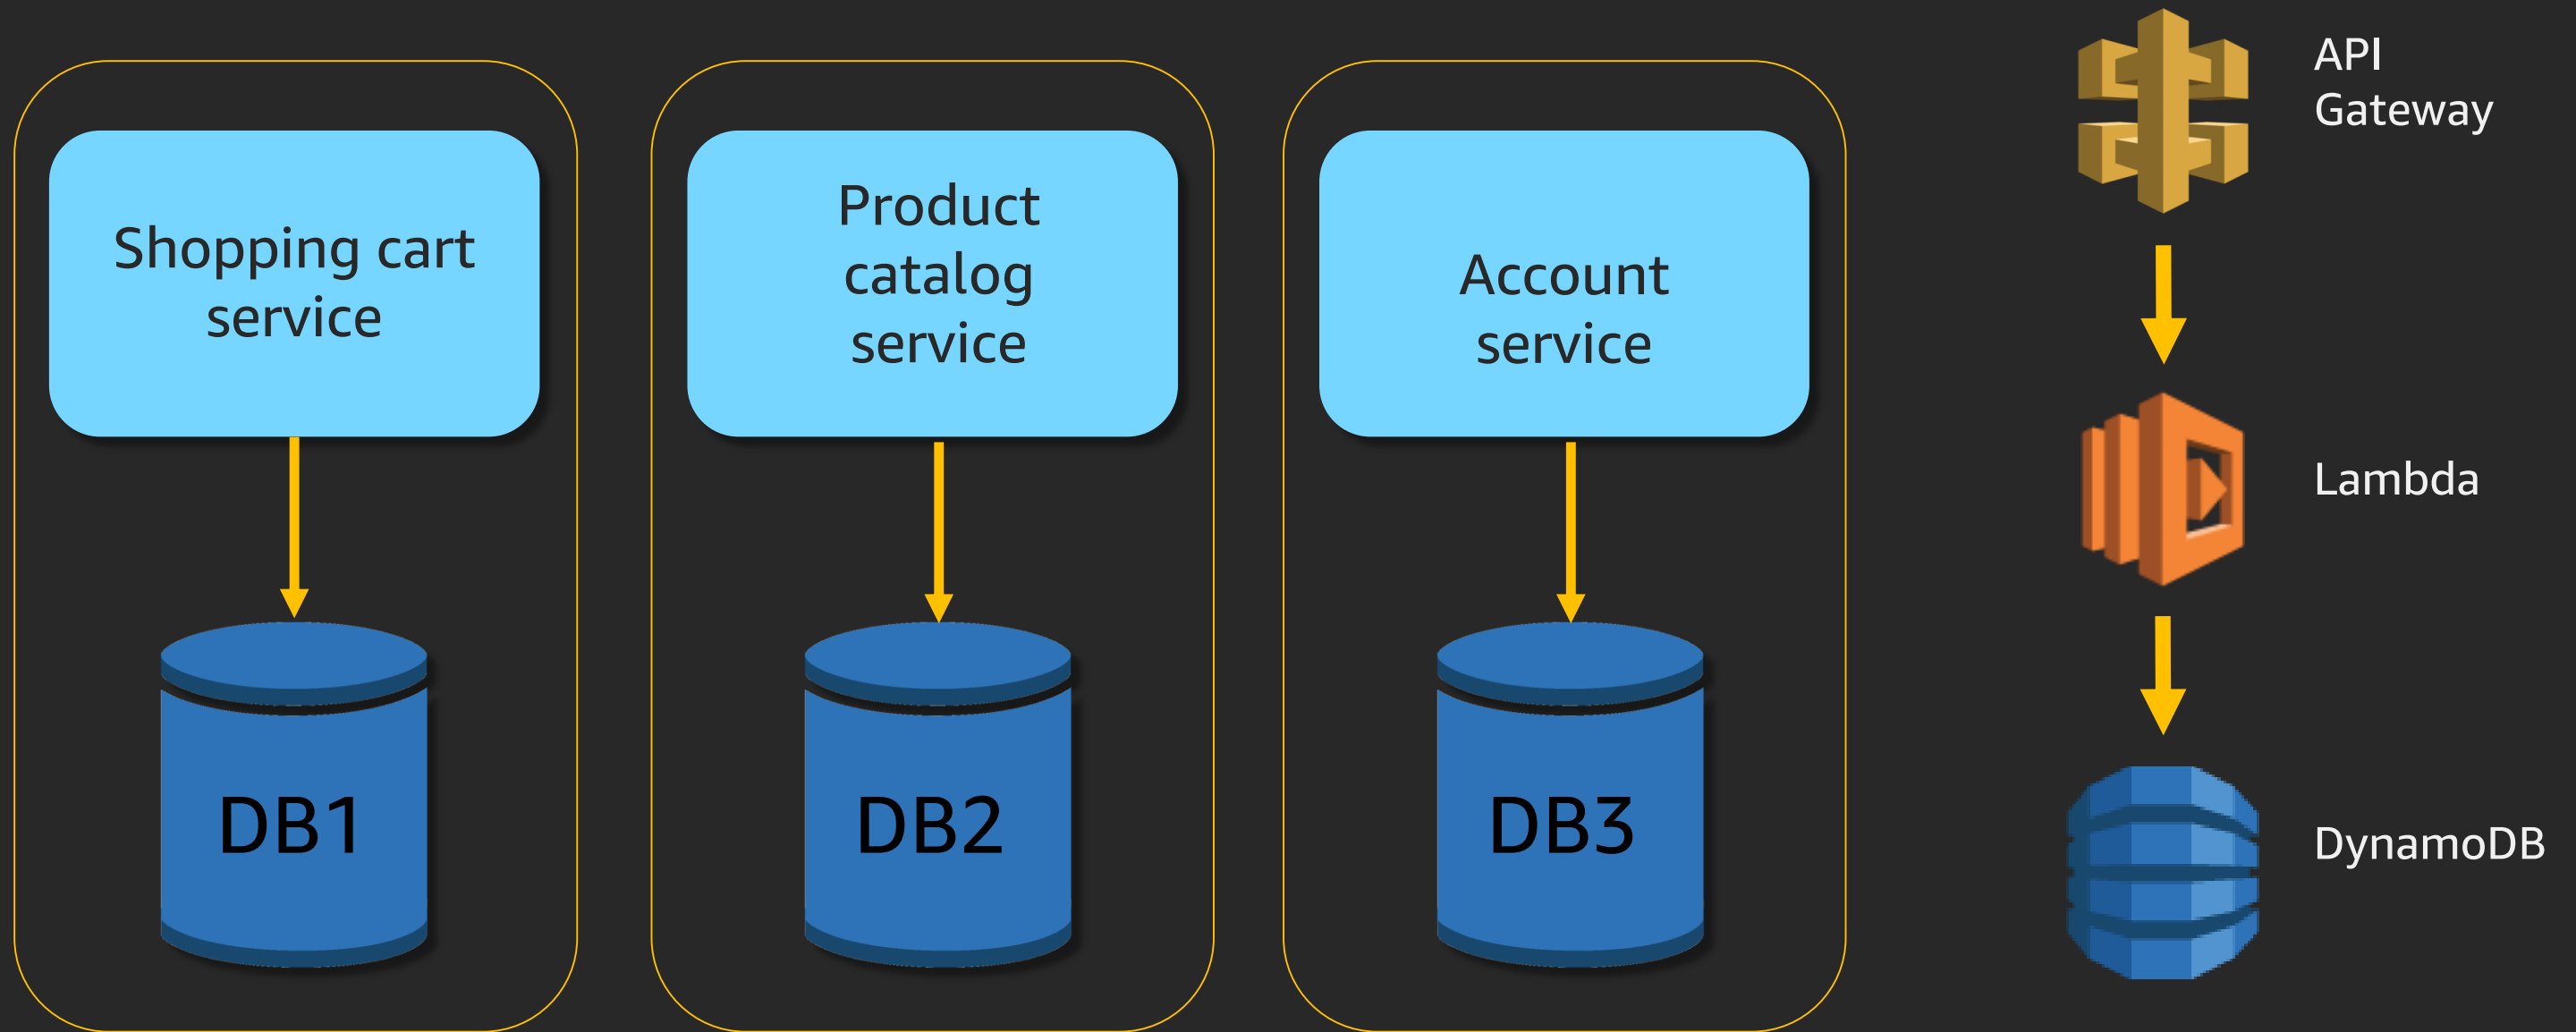 Shopping cart
service
Product
catalog
service
Account
service
DB1
DB2
DB3
API
Gateway
Lambda
DynamoDB